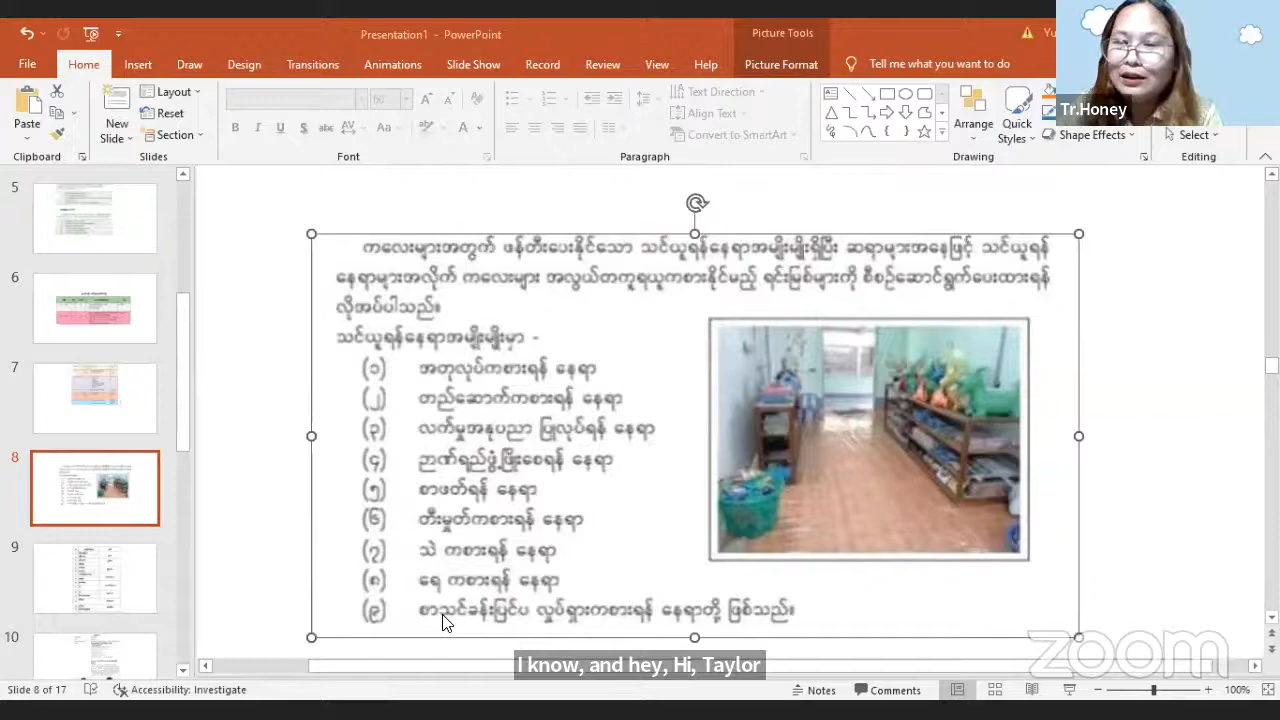 Presentation1 - PowerPoint
Picture Tools
Yu
File Home Insert Draw Design Transitions Animations Slide Show Record Review View Help Picture Format Tell me what you want to do
Tr.Honey
Paste
New Slide
Layout
Reset
Section
60
Text Direction
Align Text
Convert to SmartArt
Arrange
Quick Styles
Shape Effects
Select
Clipboard Slides Font Paragraph Drawing Editing
5
6
7
8
9
10
ကလေးများအတွက် ဖန်တီးပေးနိုင်သော သင်ယူရန်နေရာအမျိုးမျိုးရှိပြီး ဆရာများအနေဖြင့် သင်ယူရန်
နေရာများအလိုက် ကလေးများ အလွယ်တကူရယူကစားနိုင်မည့် ရင်းမြစ်များကို စီစဉ်ဆောင်ရွက်ပေးထားရန်
လိုအပ်ပါသည်။
သင်ယူရန်နေရာအမျိုးမျိုးမှာ -
(၁) အတုလုပ်ကစားရန် နေရာ
(၂) တည်ဆောက်ကစားရန် နေရာ
(၃) လက်မှုအနုပညာ ပြုလုပ်ရန် နေရာ
(၄) ဉာဏ်ရည်ဖွံ့ဖြိုးစေရန် နေရာ
(၅) စာဖတ်ရန် နေရာ
(၆) တီးမှုတ်ကစားရန် နေရာ
(၇) သဲ ကစားရန် နေရာ
(၈) ရေ ကစားရန် နေရာ
(၉) စာသင်ခန်းပြင်ပ လှုပ်ရှားကစားရန် နေရာတို့ ဖြစ်သည်။
zoom
I know, and hey, Hi, Taylor
Slide 8 of 17 Accessibility: Investigate Notes Comments 100%